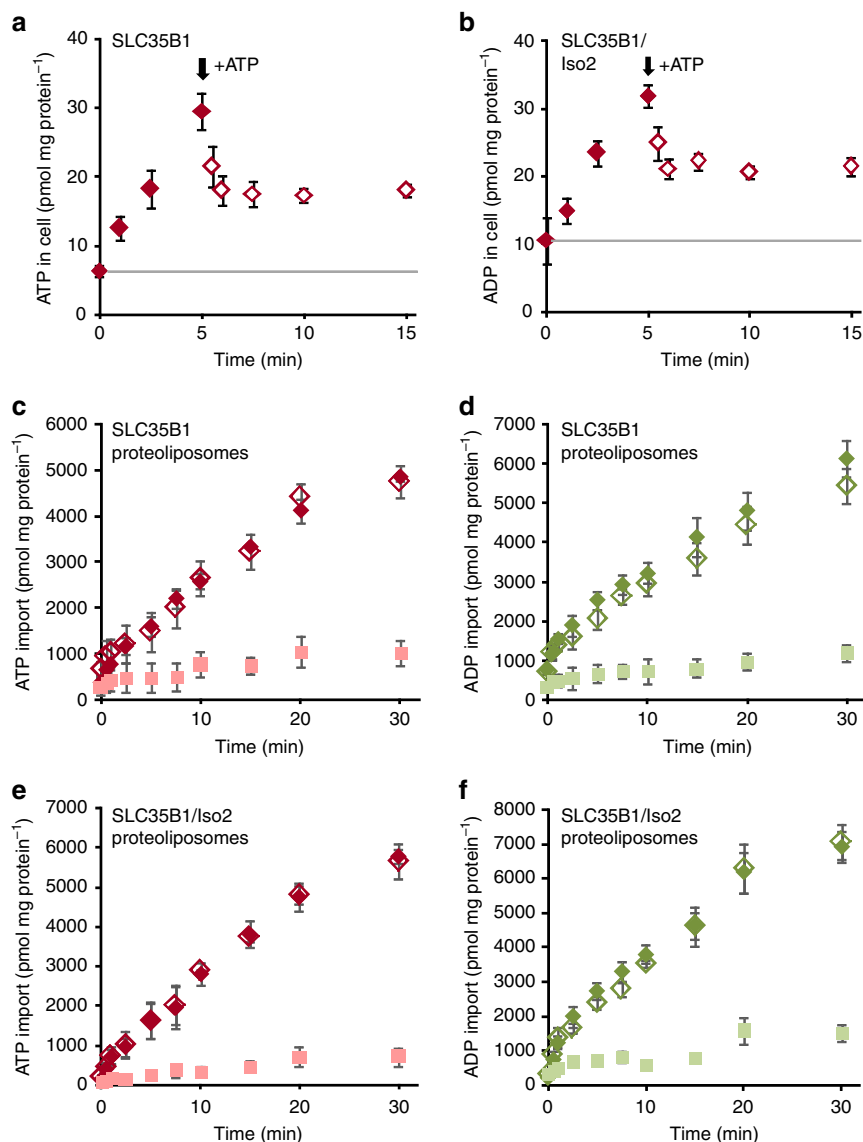 a
SLC35B1
+ATP
ATP in cell (pmol mg protein⁻¹)
40
30
20
10
0
0 5 10 15
Time (min)
b
SLC35B1/
Iso2
+ATP
ADP in cell (pmol mg protein⁻¹)
40
30
20
10
0
0 5 10 15
Time (min)
c
SLC35B1
proteoliposomes
ATP import (pmol mg protein⁻¹)
6000
5000
4000
3000
2000
1000
0
0 10 20 30
Time (min)
d
SLC35B1
proteoliposomes
ADP import (pmol mg protein⁻¹)
7000
6000
5000
4000
3000
2000
1000
0
0 10 20 30
Time (min)
e
SLC35B1/Iso2
proteoliposomes
ATP import (pmol mg protein⁻¹)
7000
6000
5000
4000
3000
2000
1000
0
0 10 20 30
Time (min)
f
SLC35B1/Iso2
proteoliposomes
ADP import (pmol mg protein⁻¹)
8000
7000
6000
5000
4000
3000
2000
1000
0
0 10 20 30
Time (min)